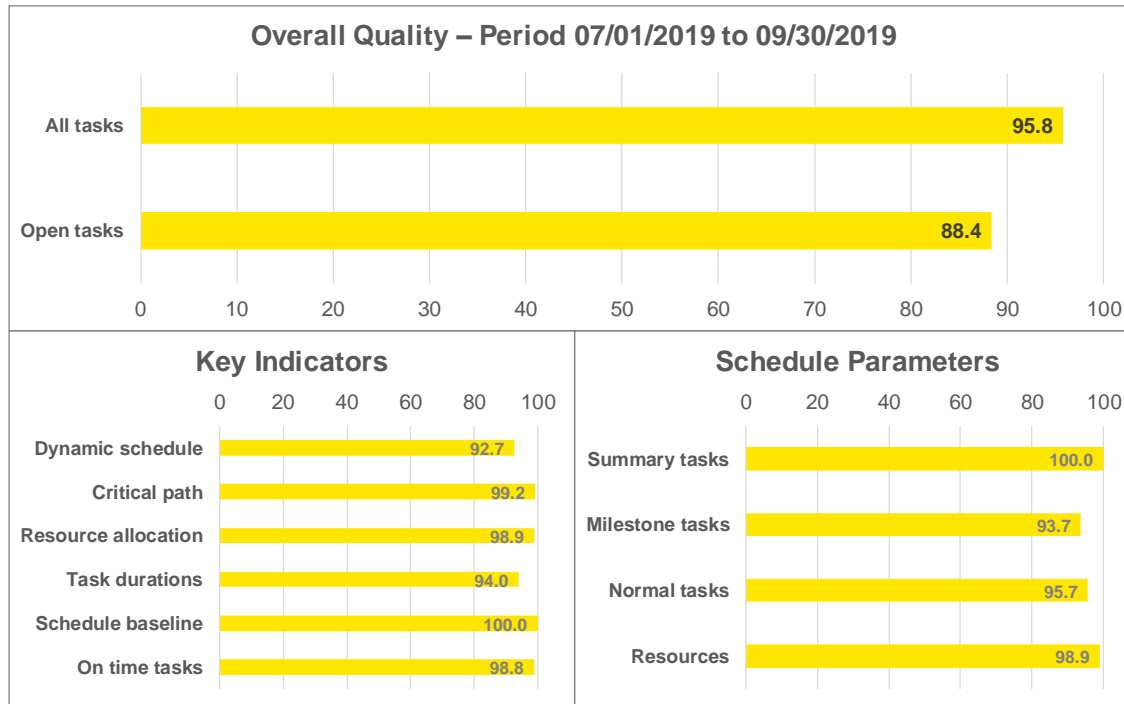 Overall Quality – Period 07/01/2019 to 09/30/2019
All tasks
95.8
Open tasks
88.4
0 10 20 30 40 50 60 70 80 90 100
Key Indicators
0 20 40 60 80 100
Dynamic schedule
92.7
Critical path
99.2
Resource allocation
98.9
Task durations
94.0
Schedule baseline
100.0
On time tasks
98.8
Schedule Parameters
0 20 40 60 80 100
Summary tasks
100.0
Milestone tasks
93.7
Normal tasks
95.7
Resources
98.9